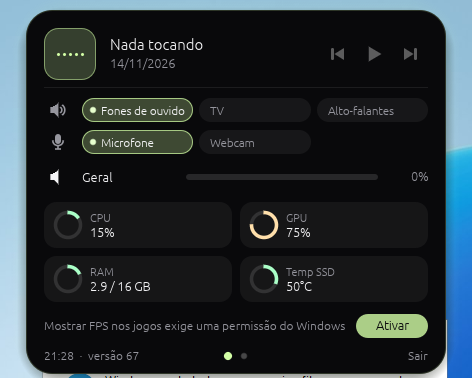 Nada tocando
14/11/2026
Fones de ouvido TV Alto-falantes
Microfone Webcam
Geral 0%
CPU
15%
GPU
75%
RAM
2.9 / 16 GB
Temp SSD
50°C
Mostrar FPS nos jogos exige uma permissão do Windows Ativar
21:28 · versão 67 Sair